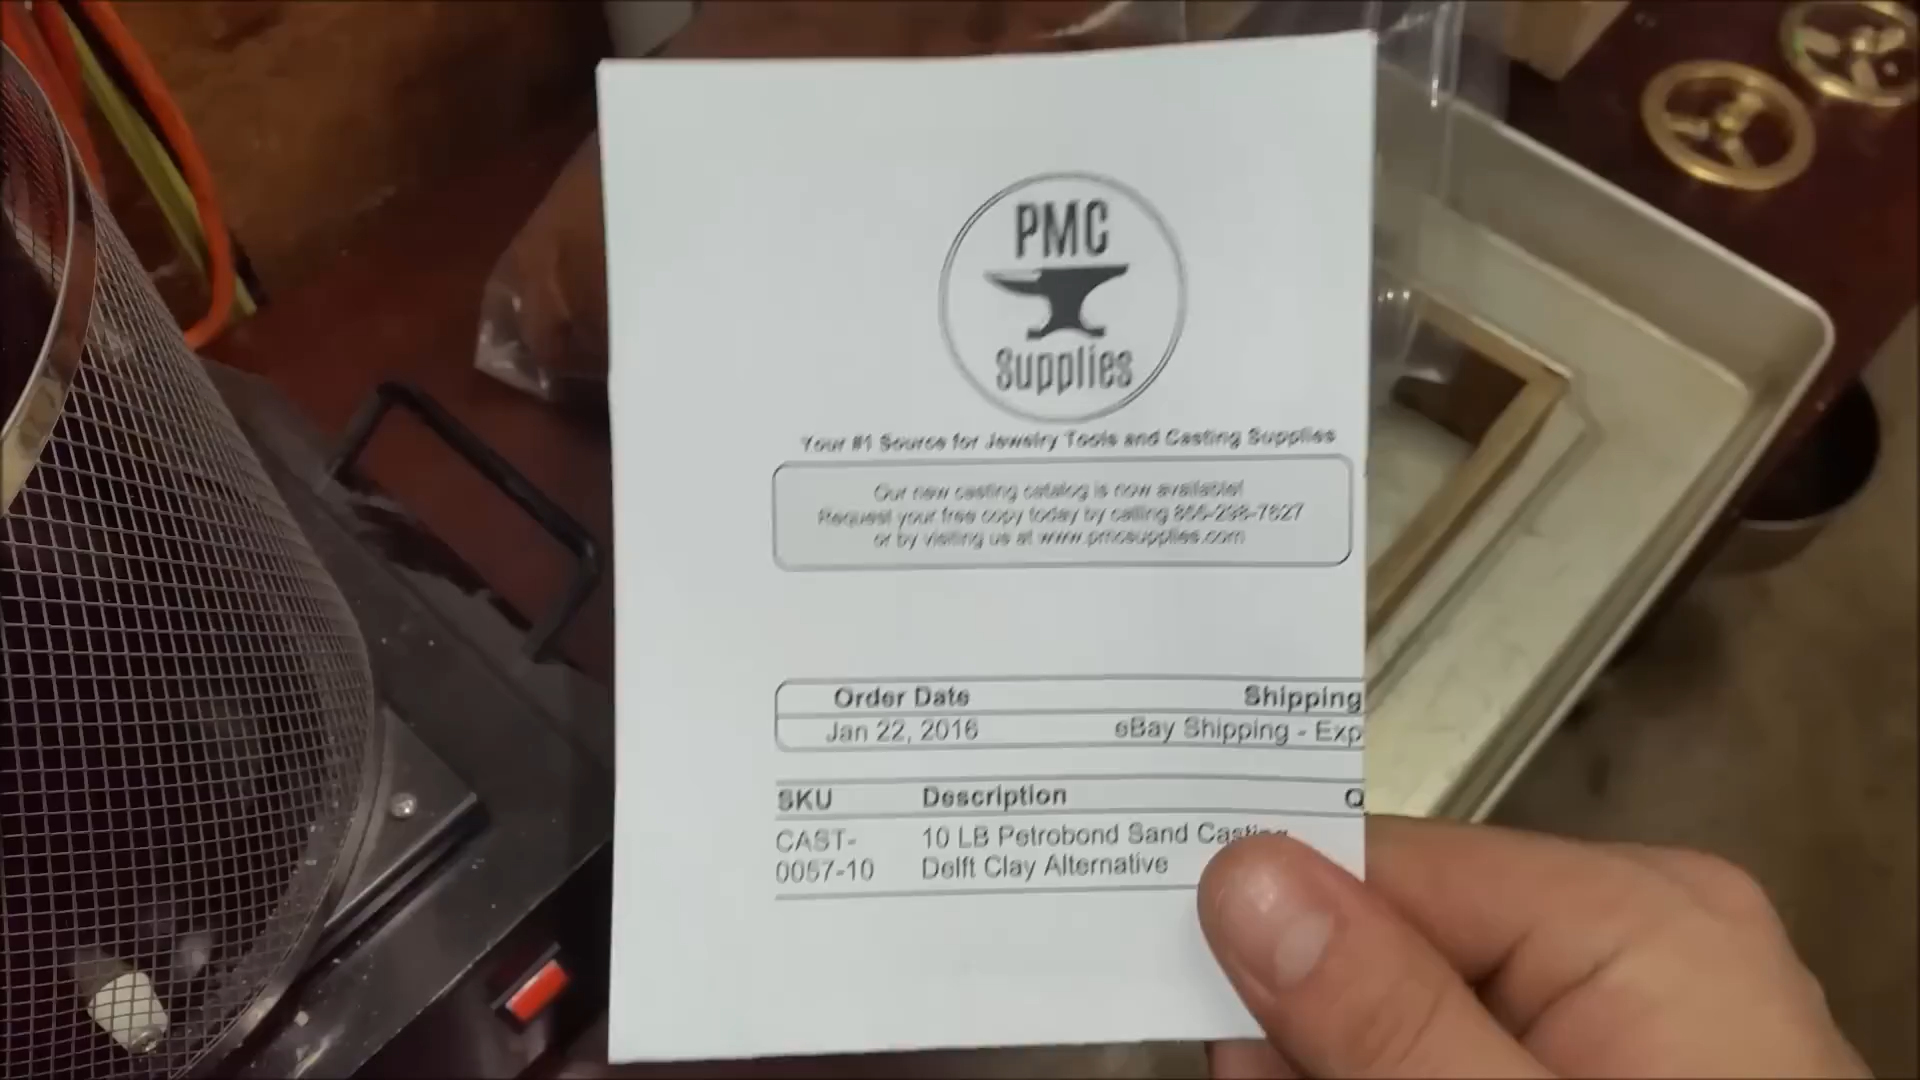 PMC
Supplies
Your #1 Source for Jewelry Tools and Casting Supplies
Our new casting catalog is now available!
Request your free copy today by calling 855-298-7627
or by visiting us at www.pmcsupplies.com
Order Date Shipping
Jan 22, 2016 eBay Shipping - Exp
SKU Description Q
CAST- 10 LB Petrobond Sand Casting
0057-10 Delft Clay Alternative